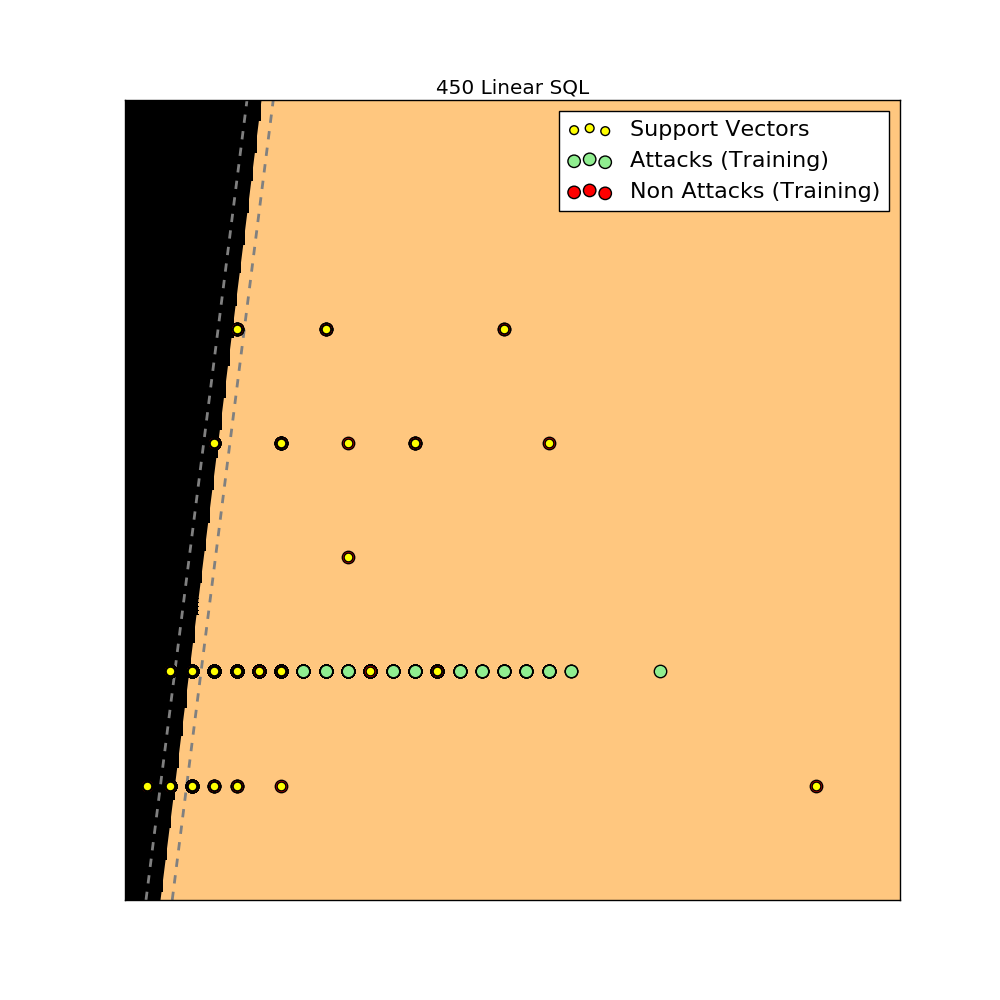 450 Linear SQL
Support Vectors
Attacks (Training)
Non Attacks (Training)